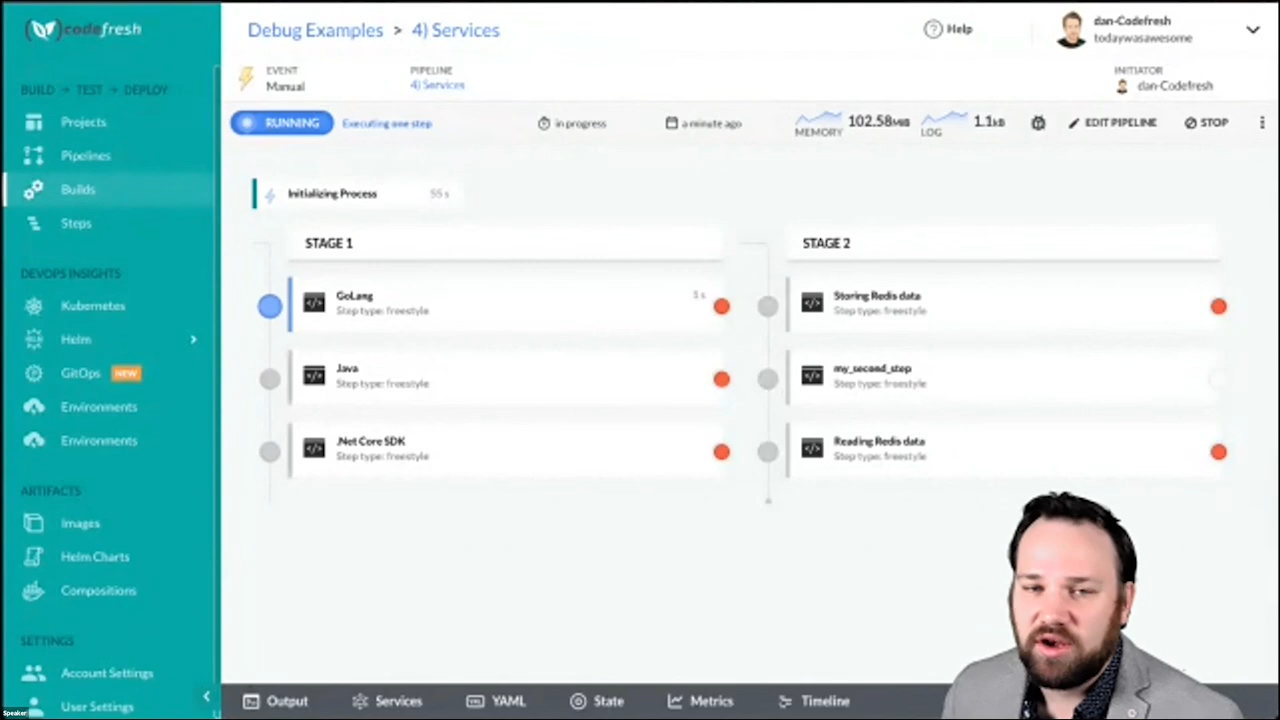 codefresh
BUILD → TEST → DEPLOY
Projects
Pipelines
Builds
Steps
DEVOPS INSIGHTS
Kubernetes
Helm
GitOps NEW
Environments
Environments
ARTIFACTS
Images
Helm Charts
Compositions
SETTINGS
Account Settings
User Settings
Speaker
Debug Examples > 4) Services
? Help
dan-Codefresh
todaywasawesome
EVENT
Manual
PIPELINE
4) Services
INITIATOR
dan-Codefresh
RUNNING Executing one step
in progress
a minute ago
MEMORY 102.58MiB
LOG 1.1kB
EDIT PIPELINE
STOP
Initializing Process 55 s
STAGE 1
GoLang 1 s
Step type: freestyle
Java
Step type: freestyle
.Net Core SDK
Step type: freestyle
STAGE 2
Storing Redis data
Step type: freestyle
my_second_step
Step type: freestyle
Reading Redis data
Step type: freestyle
Output
Services
YAML
State
Metrics
Timeline